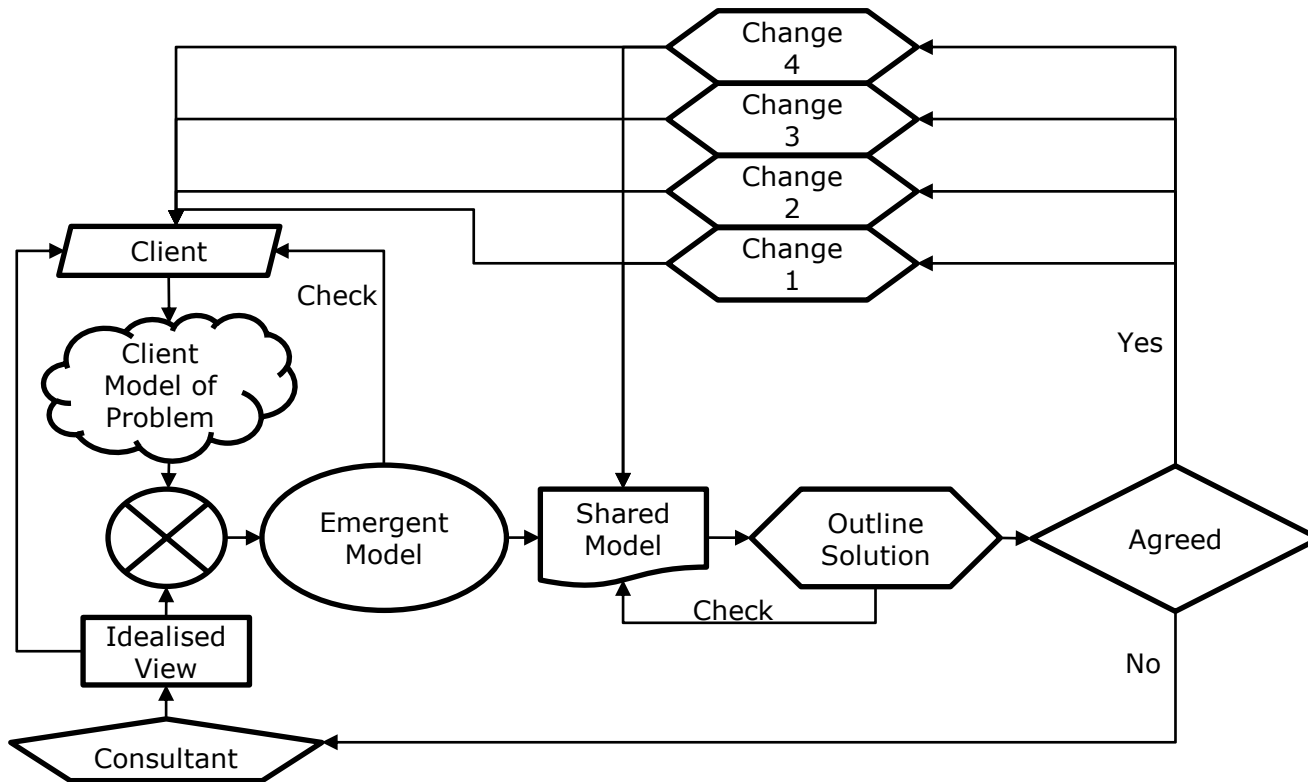 Change
4
Change
3
Change
2
Change
1
Client
Check
Yes
Client
Model of
Problem
Emergent
Model
Shared
Model
Outline
Solution
Agreed
Check
Idealised
View
No
Consultant